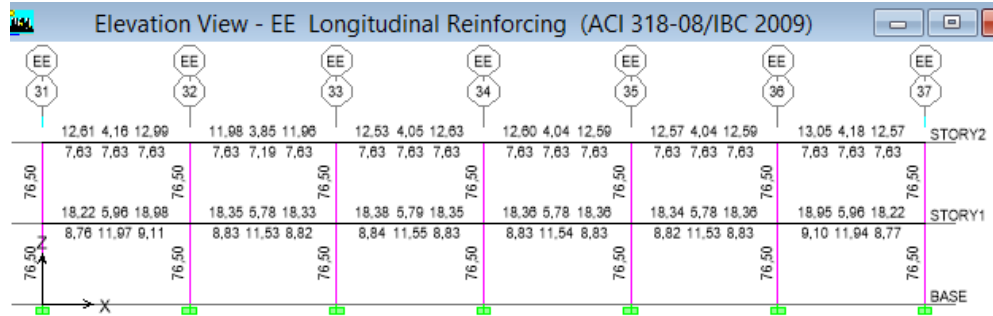 Elevation View - EE Longitudinal Reinforcing (ACI 318-08/IBC 2009)
EE EE EE EE EE EE EE
31 32 33 34 35 36 37
12,61 4,16 12,99 11,98 3,85 11,96 12,53 4,05 12,63 12,60 4,04 12,59 12,57 4,04 12,59 13,05 4,18 12,57 STORY2
7,63 7,63 7,63 7,63 7,19 7,63 7,63 7,63 7,63 7,63 7,63 7,63 7,63 7,63 7,63 7,63 7,63 7,63
76,50 76,50 76,50 76,50 76,50 76,50 76,50
18,22 5,96 18,98 18,35 5,78 18,33 18,38 5,79 18,35 18,36 5,78 18,36 18,34 5,78 18,36 18,95 5,96 18,22 STORY1
8,76 11,97 9,11 8,83 11,53 8,82 8,84 11,55 8,83 8,83 11,54 8,83 8,82 11,53 8,83 9,10 11,94 8,77
Z
76,50 76,50 76,50 76,50 76,50 76,50 76,50
X BASE